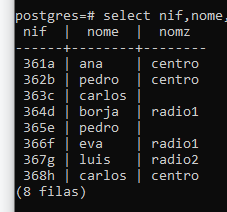 postgres=# select nif,nome,
nif | nome | nomz
------+--------+--------
361a | ana | centro
362b | pedro | centro
363c | carlos |
364d | borja | radio1
365e | pedro |
366f | eva | radio1
367g | luis | radio2
368h | carlos | centro
(8 filas)